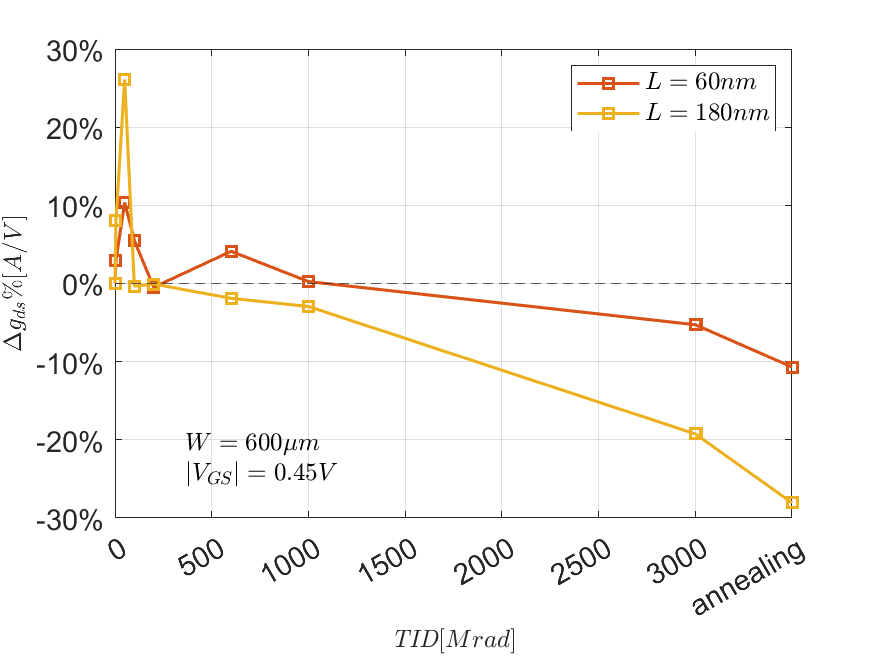 30%
20%
10%
0%
-10%
-20%
-30%
Δg_ds%[A/V]
L = 60nm
L = 180nm
W = 600μm
|V_GS| = 0.45V
0
500
1000
1500
2000
2500
3000
annealing
TID[Mrad]